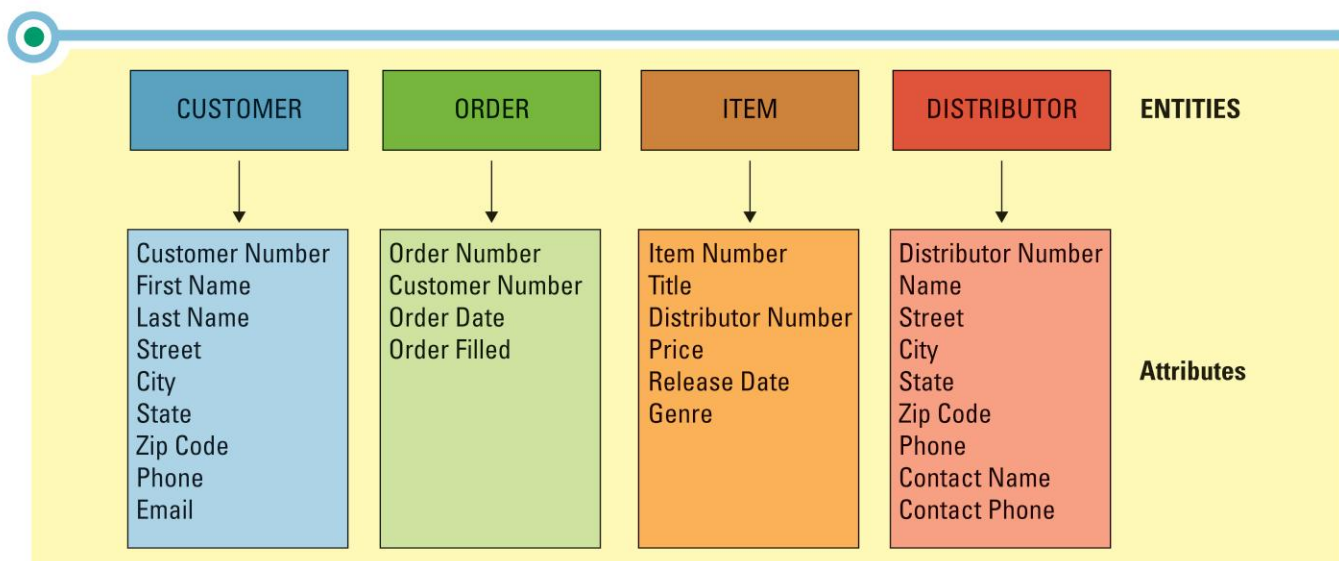 CUSTOMER
ORDER
ITEM
DISTRIBUTOR
ENTITIES
Customer Number
First Name
Last Name
Street
City
State
Zip Code
Phone
Email
Order Number
Customer Number
Order Date
Order Filled
Item Number
Title
Distributor Number
Price
Release Date
Genre
Distributor Number
Name
Street
City
State
Zip Code
Phone
Contact Name
Contact Phone
Attributes